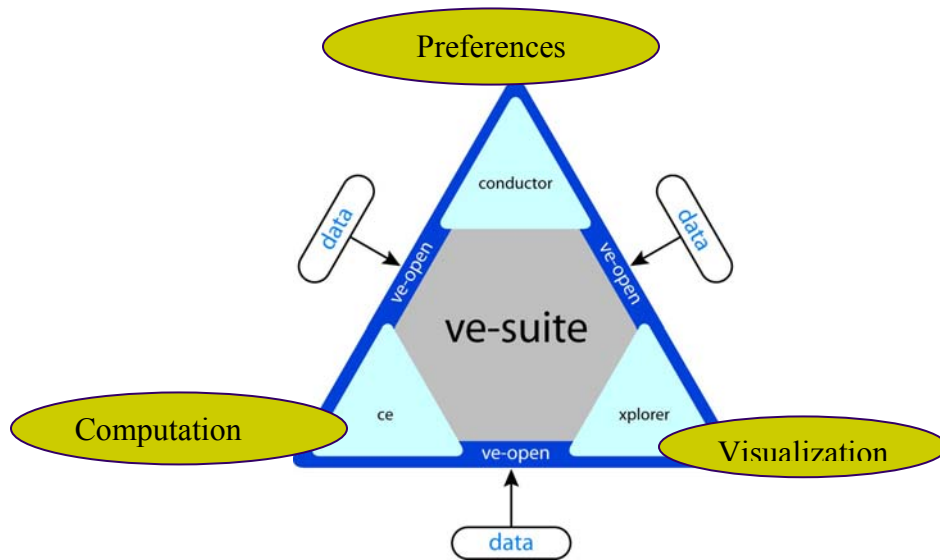 Preferences
conductor
data
data
ve-open
ve-open
ve-suite
Computation
ce
xplorer
Visualization
ve-open
data